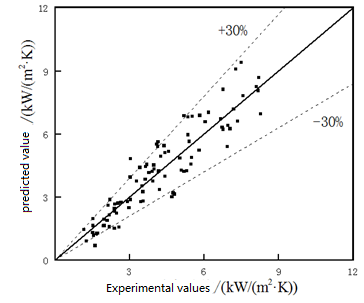 12
+30%
9
6
3
0
−30%
predicted value /(kW/(m²·K))
3 6 9 12
Experimental values /(kW/(m²·K))